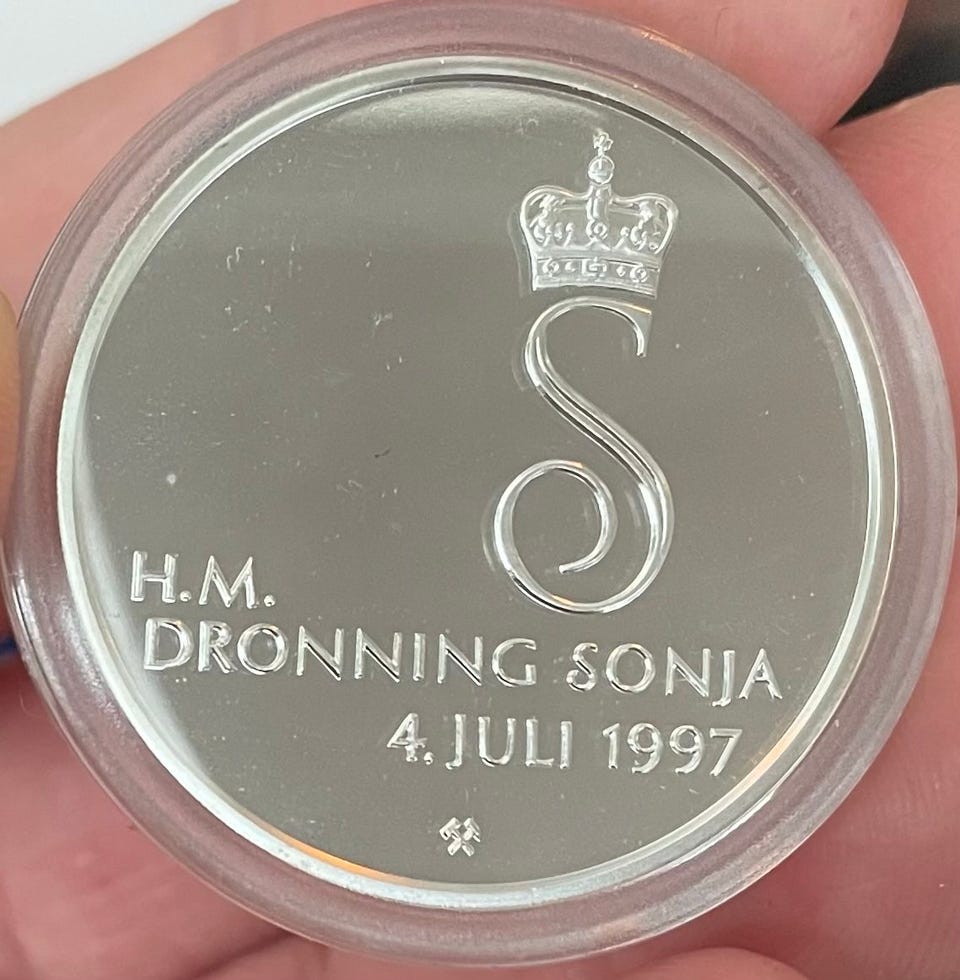 S
H.M.
DRONNING SONJA
4. JULI 1997